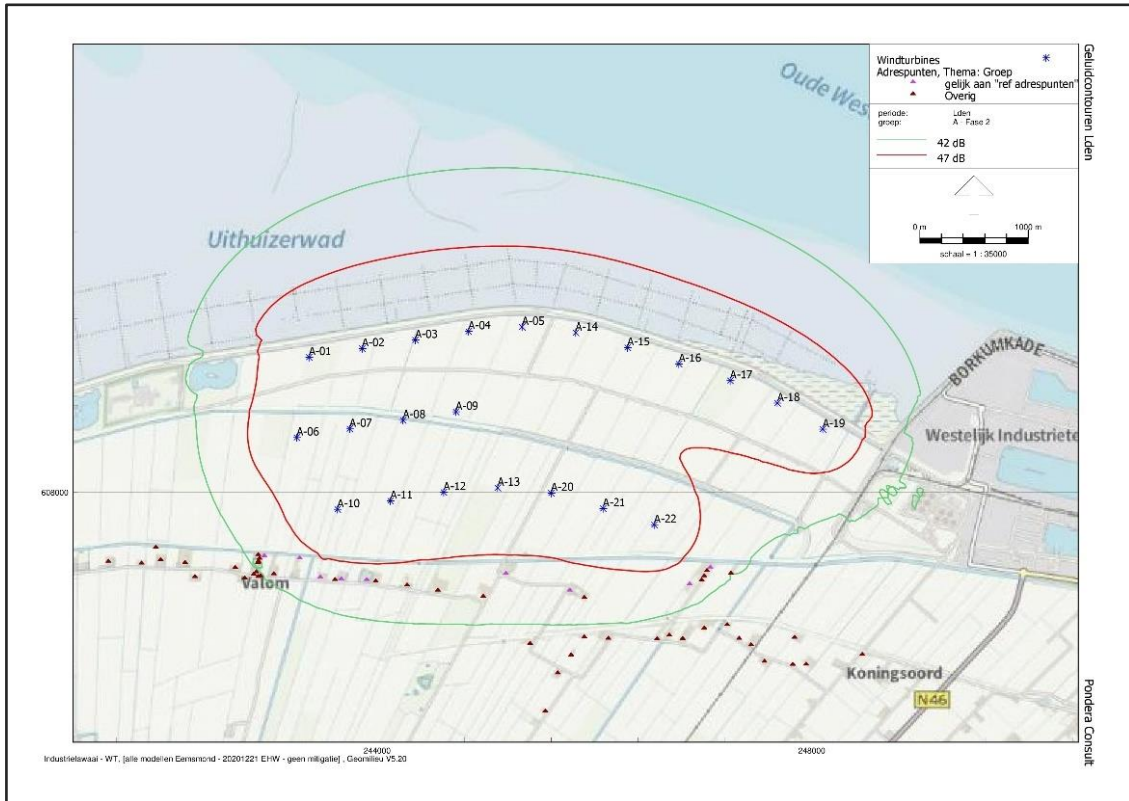 Oude Wes
Windturbines
Adrespunten, Thema: Groep
gelijk aan "ref adrespunten"
Overig
periode: Lden
groep: A - Fase 2
42 dB
47 dB
0 m 1000 m
schaal = 1 : 35000
Geluidcontouren Lden
Uithuizerwad
A-01
A-02
A-03
A-04
A-05
A-14
A-15
A-16
A-17
A-18
A-19
BORKUMKADE
Westelijk Industriete
A-06
A-07
A-08
A-09
608000
A-10
A-11
A-12
A-13
A-20
A-21
A-22
Valom
Koningsoord
N46
Pondera Consult
244000
248000
Industrielawaai - WT, [alle modellen Eemsmond - 20201221 EHW - geen mitigatie] , Geomilieu V5.20